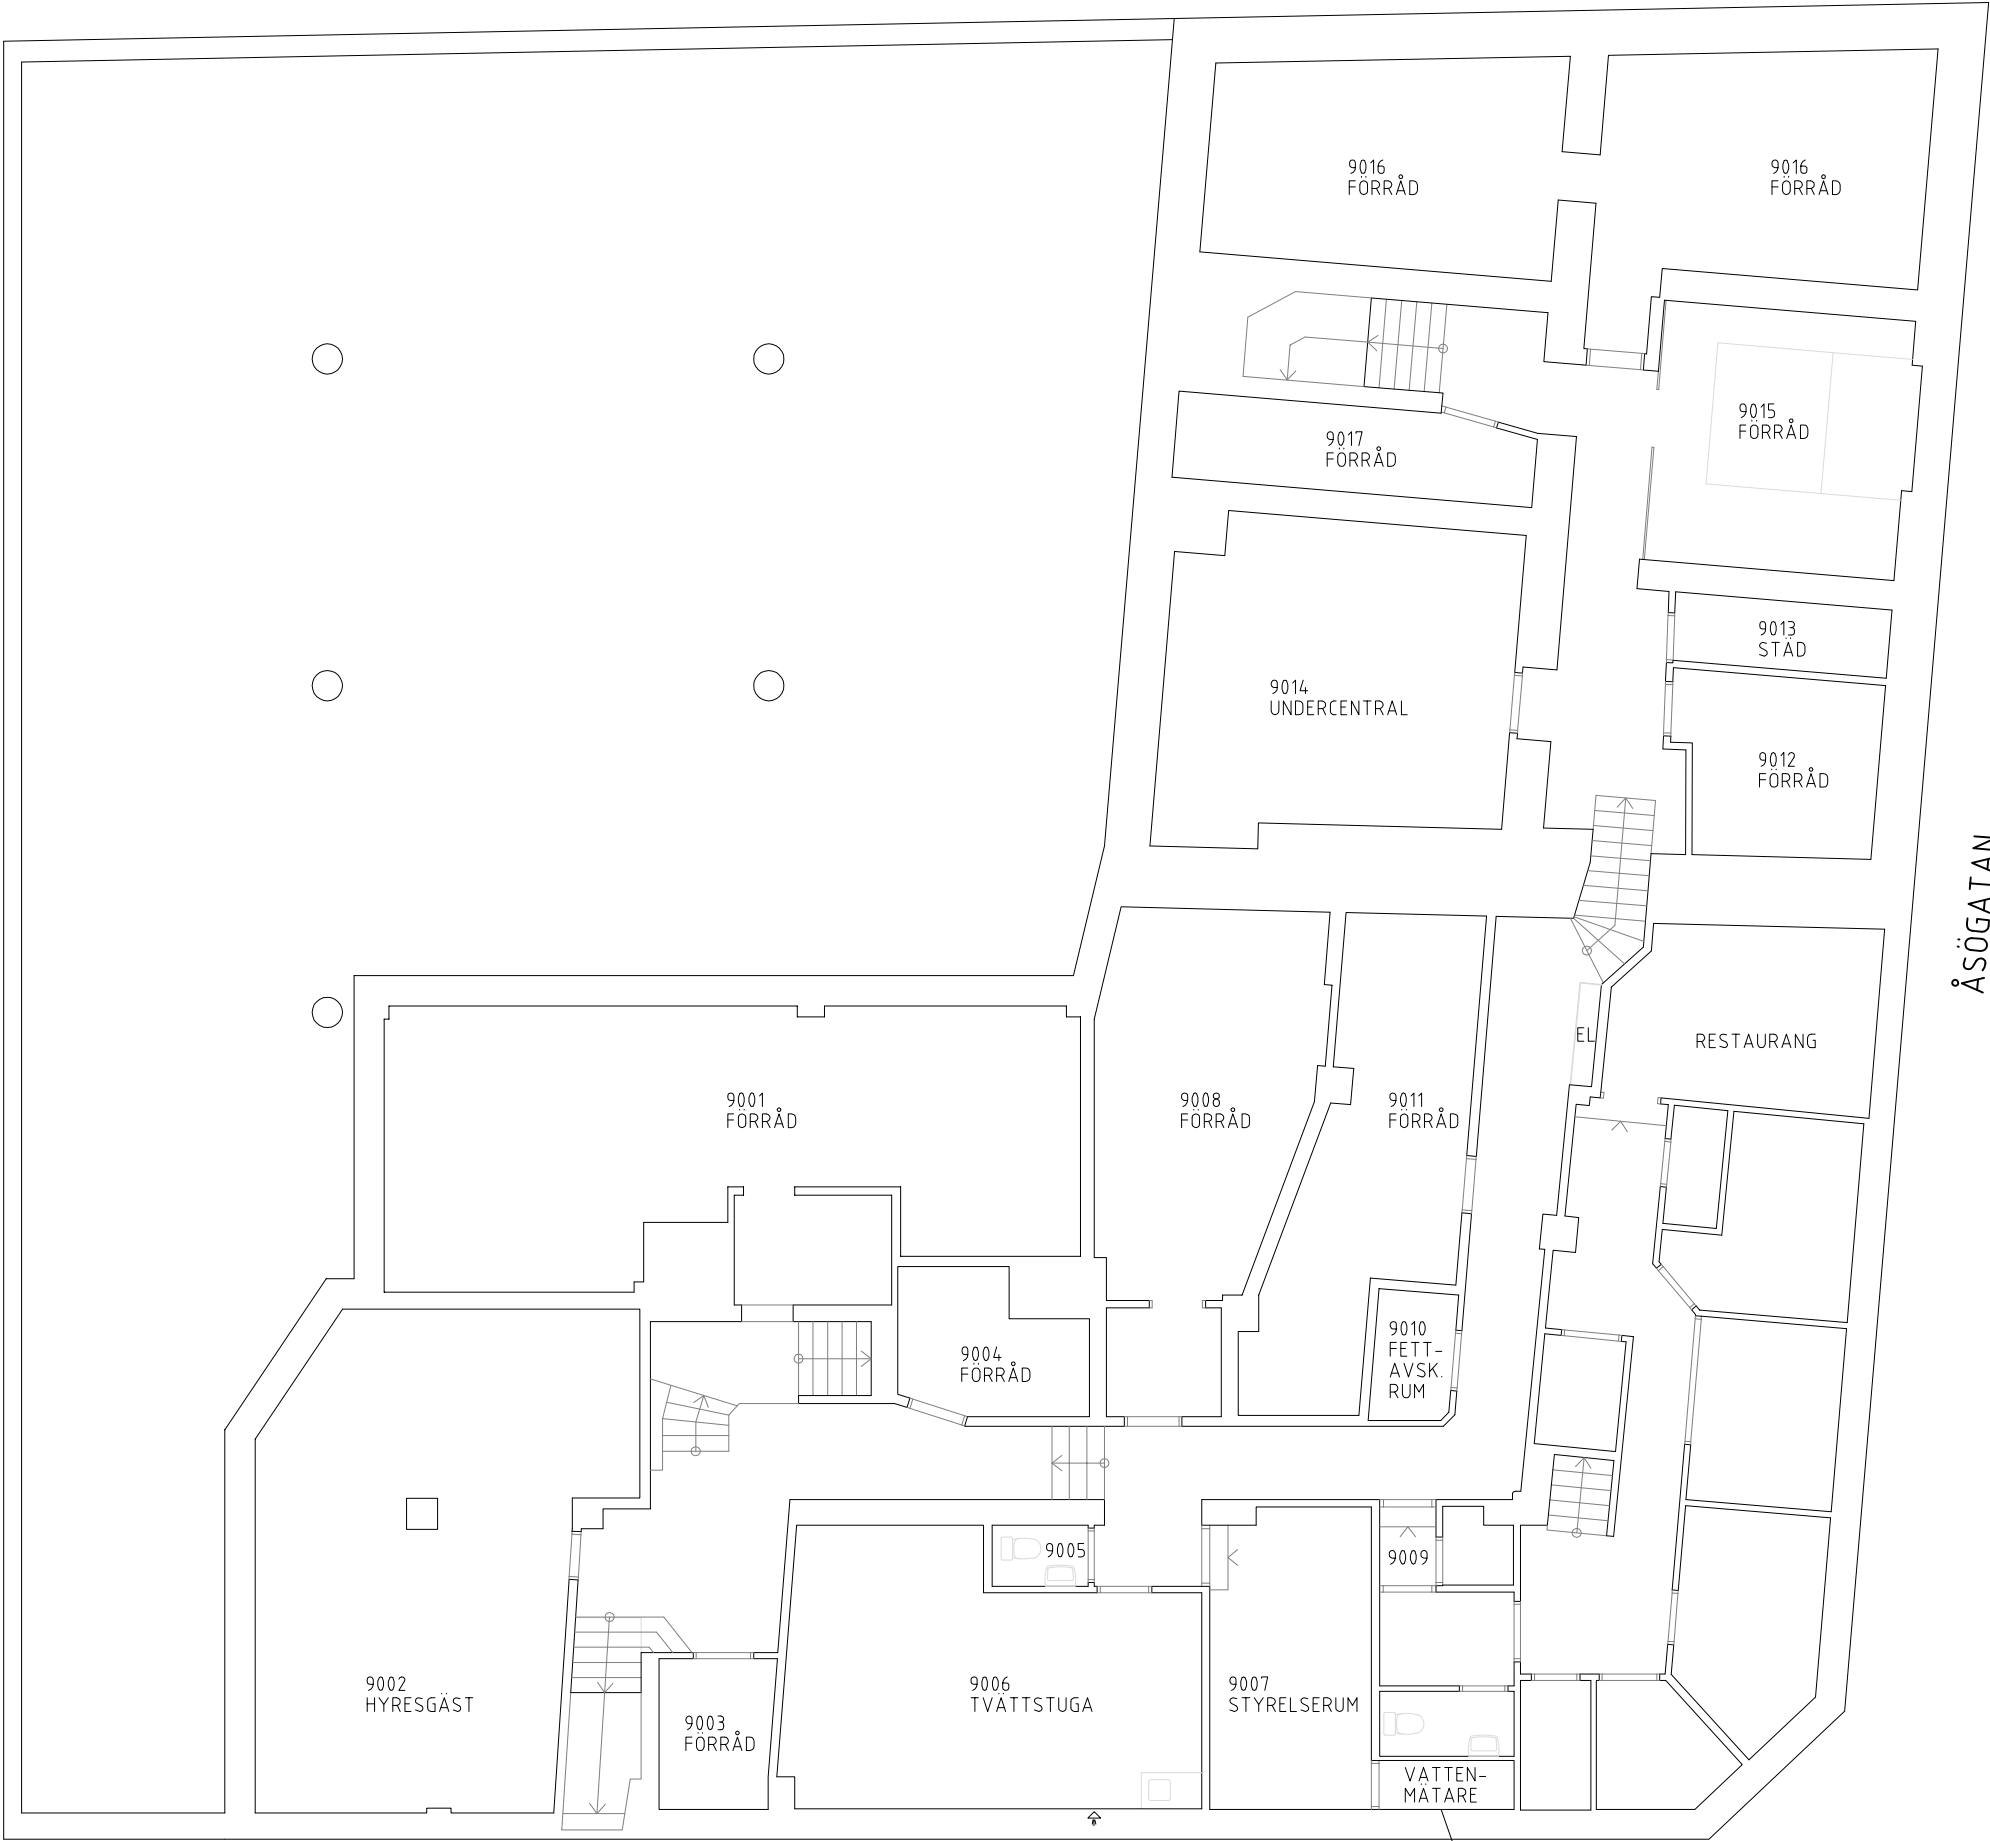 9016
FÖRRÅD
9016
FÖRRÅD
9015
FÖRRÅD
9017
FÖRRÅD
9013
STÄD
9014
UNDERCENTRAL
9012
FÖRRÅD
ÅSÖGATAN
EL
RESTAURANG
9001
FÖRRÅD
9008
FÖRRÅD
9011
FÖRRÅD
9010
FETT-
AVSK.
RUM
9004
FÖRRÅD
9005
9009
9002
HYRESGÄST
9003
FÖRRÅD
9006
TVÄTTSTUGA
9007
STYRELSERUM
VATTEN-
MÄTARE